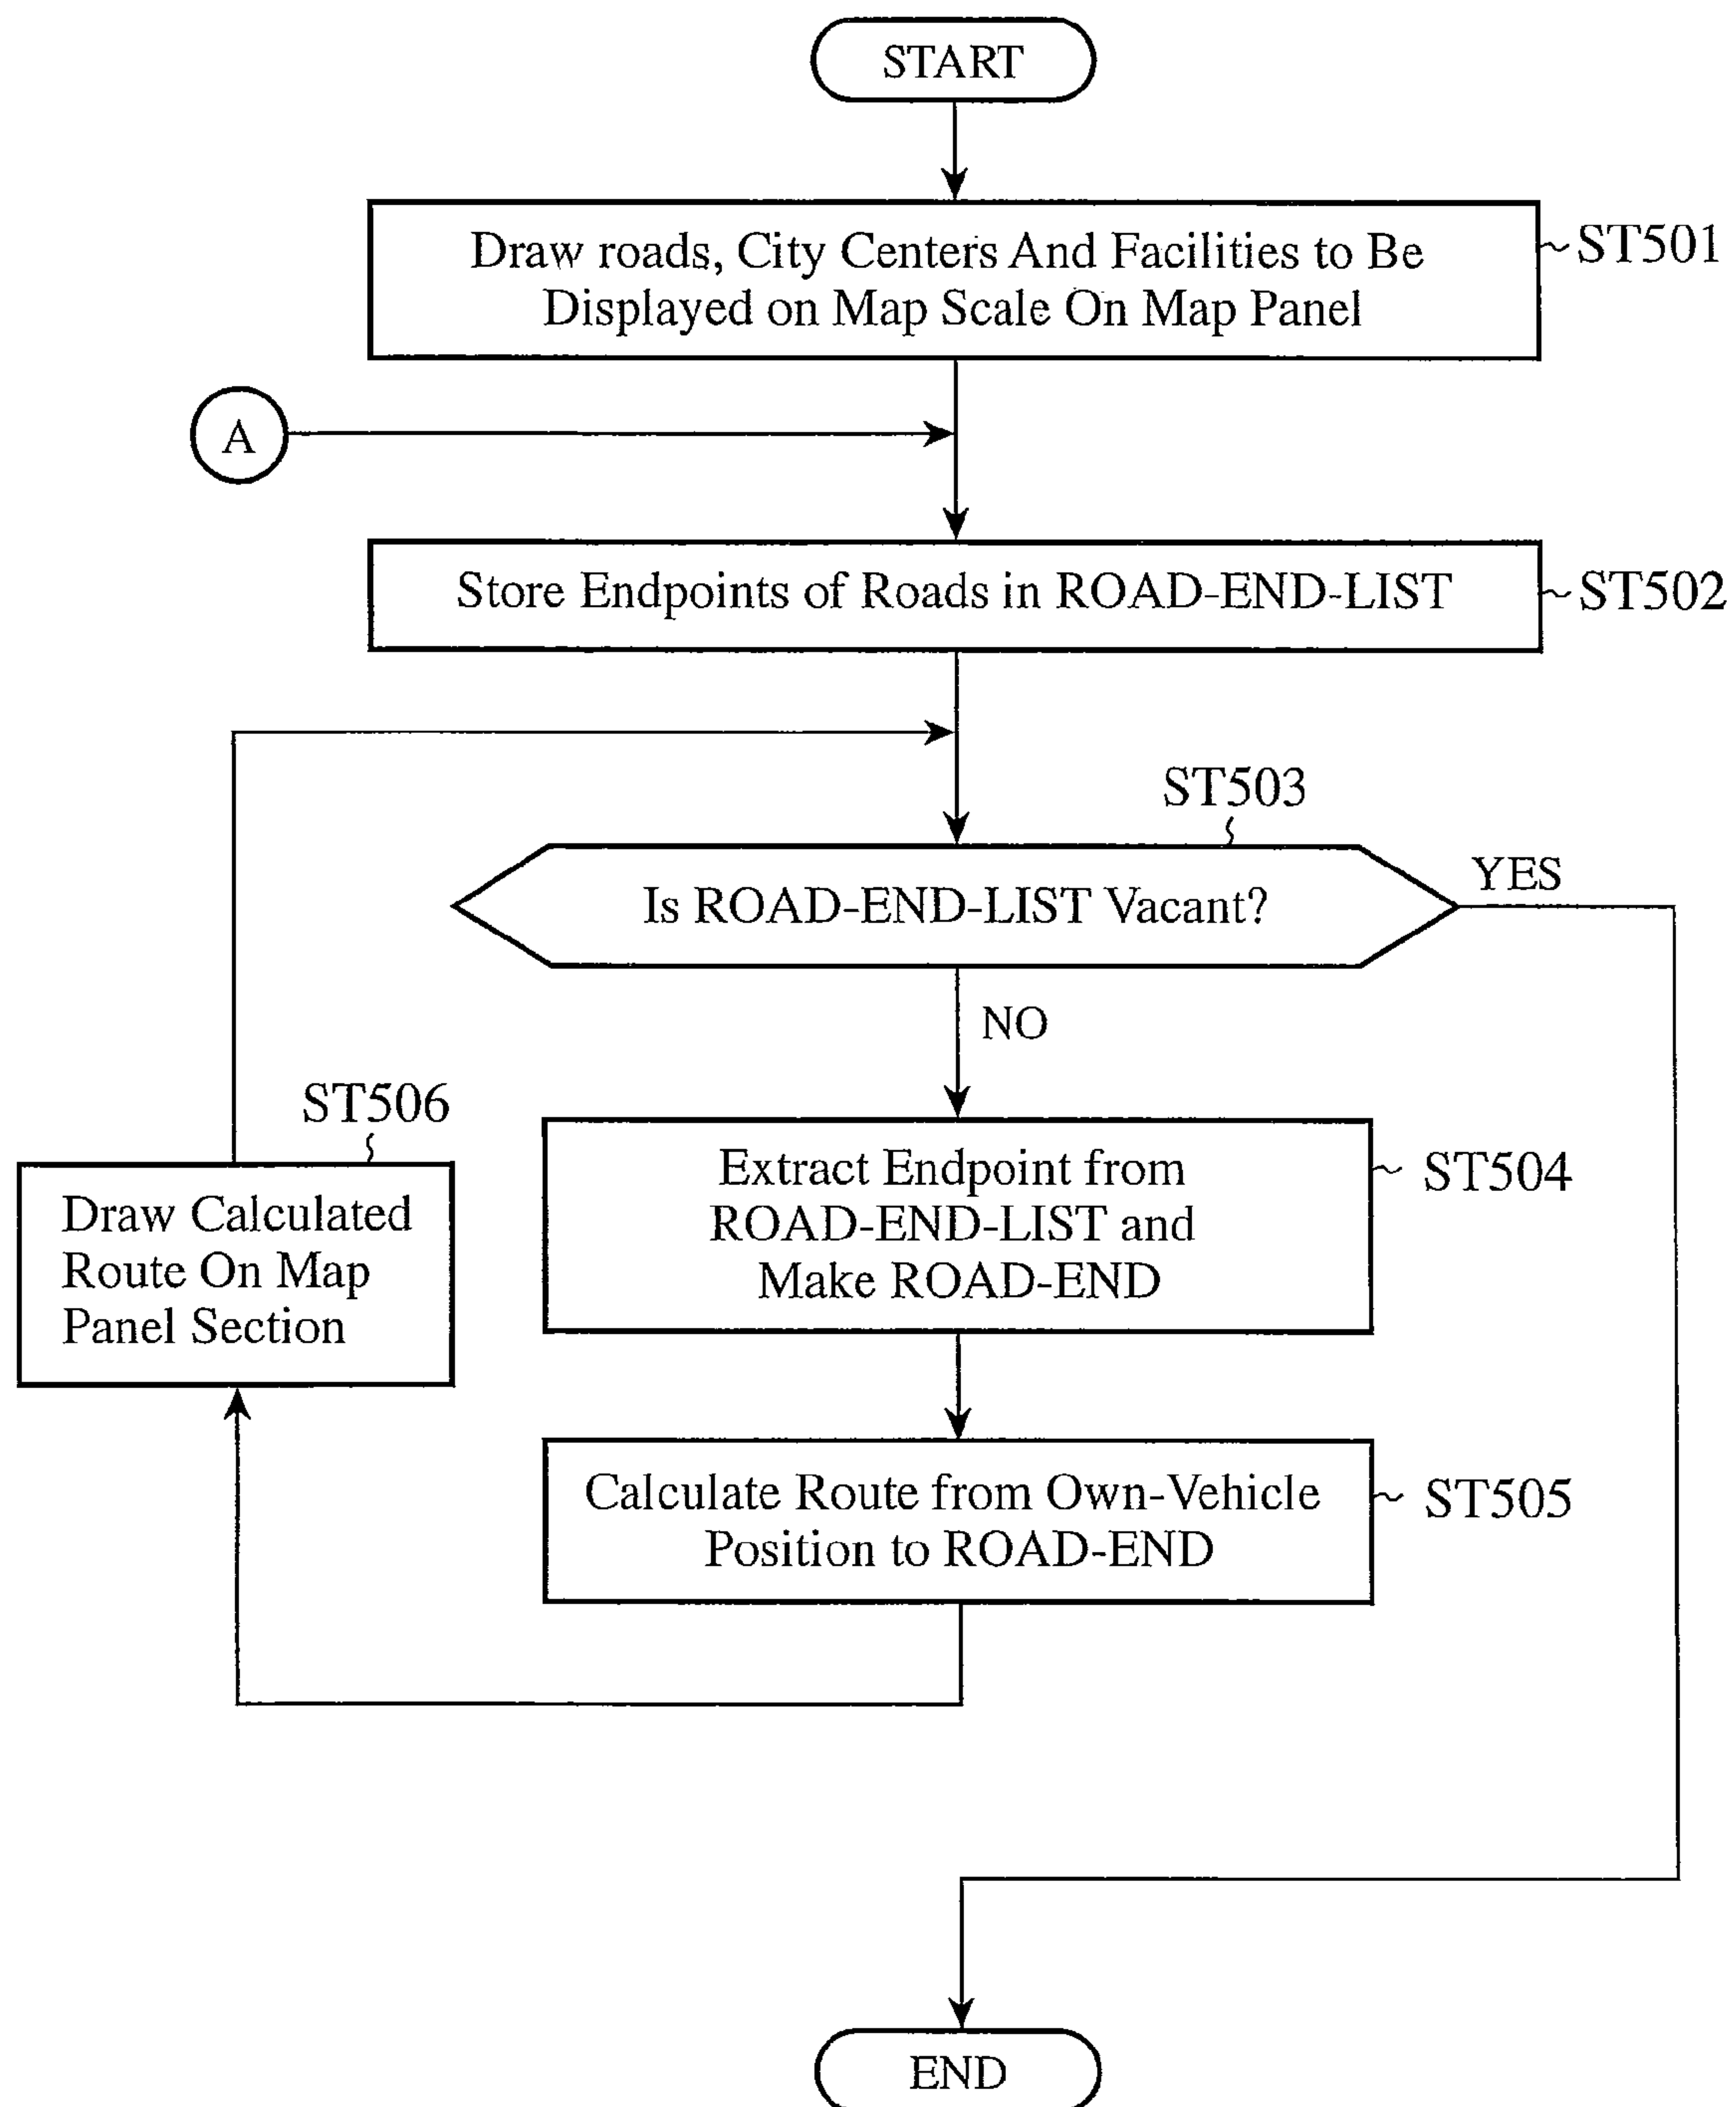 START
Draw roads, City Centers And Facilities to Be
Displayed on Map Scale On Map Panel
ST501
A
Store Endpoints of Roads in ROAD-END-LIST
ST502
ST503
Is ROAD-END-LIST Vacant?
YES
NO
ST506
Draw Calculated
Route On Map
Panel Section
Extract Endpoint from
ROAD-END-LIST and
Make ROAD-END
ST504
Calculate Route from Own-Vehicle
Position to ROAD-END
ST505
END